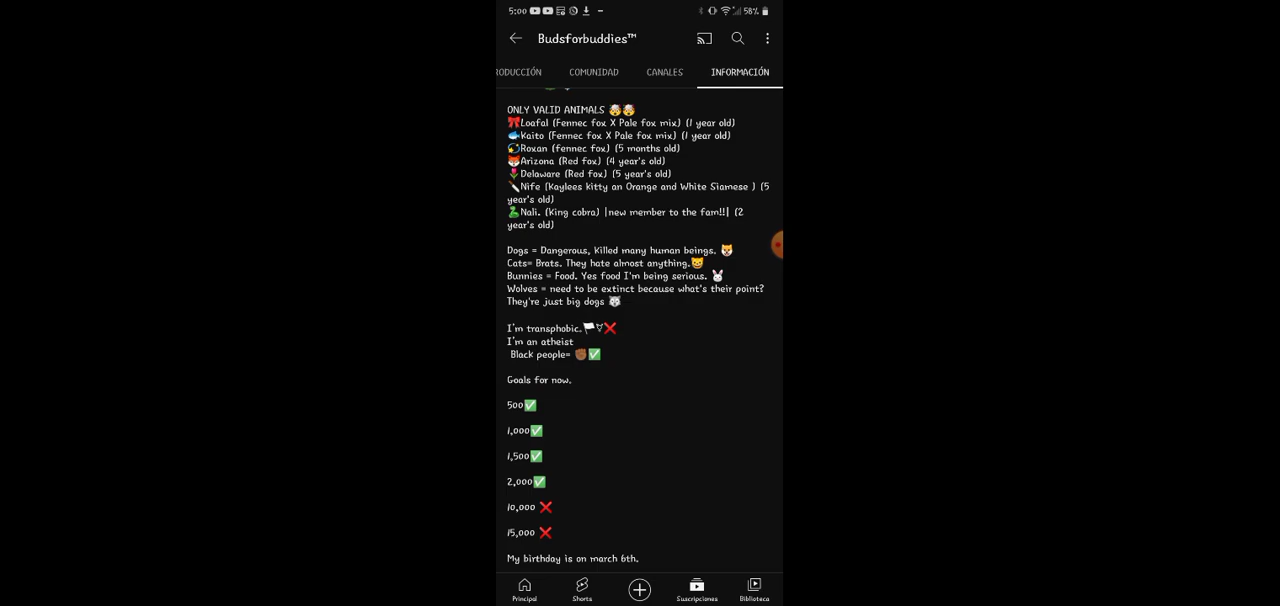 5:00 58%
Budsforbuddies™
RODUCCIÓN COMUNIDAD CANALES INFORMACIÓN
ONLY VALID ANIMALS 🤯🤯
🎀Loafal (Fennec fox X Pale fox mix) (1 year old)
🐟Kaito (Fennec fox X Pale fox mix) (1 year old)
💫Roxan (fennec fox) (5 months old)
🦊Arizona (Red fox) (4 year's old)
🌷Delaware (Red fox) (5 year's old)
🔪Nife (Kaylees kitty an Orange and White Siamese ) (5
year's old)
🐍Nali. (King cobra) |new member to the fam!!| (2
year's old)
Dogs = Dangerous, Killed many human beings. 🐶
Cats= Brats. They hate almost anything.😺
Bunnies = Food. Yes food I'm being serious. 🐰
Wolves = need to be extinct because what's their point?
They're just big dogs 🐺
I'm transphobic.🏳️⚧❌
I'm an atheist
Black people= ✊🏾✅
Goals for now.
500✅
1,000✅
1,500✅
2,000✅
10,000 ❌
15,000 ❌
My birthday is on march 6th.
Principal Shorts Suscripciones Biblioteca